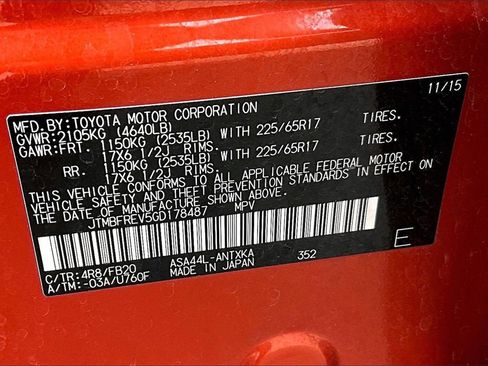 MFD.BY:TOYOTA MOTOR CORPORATION 11/15
GVWR:2105KG (4640LB)
GAWR:FRT. 1150KG (2535LB) WITH 225/65R17 TIRES.
17X6 1/2J RIMS.
RR. 1150KG (2535LB) WITH 225/65R17 TIRES.
17X6 1/2J RIMS.
THIS VEHICLE CONFORMS TO ALL APPLICABLE FEDERAL MOTOR
VEHICLE SAFETY AND THEFT PREVENTION STANDARDS IN EFFECT ON
THE DATE OF MANUFACTURE SHOWN ABOVE.
JTMBFREV5GD178487 MPV
C/TR:4R8/FB20 ASA44L-ANTXKA 352
A/TM:-03A/U760F MADE IN JAPAN
E